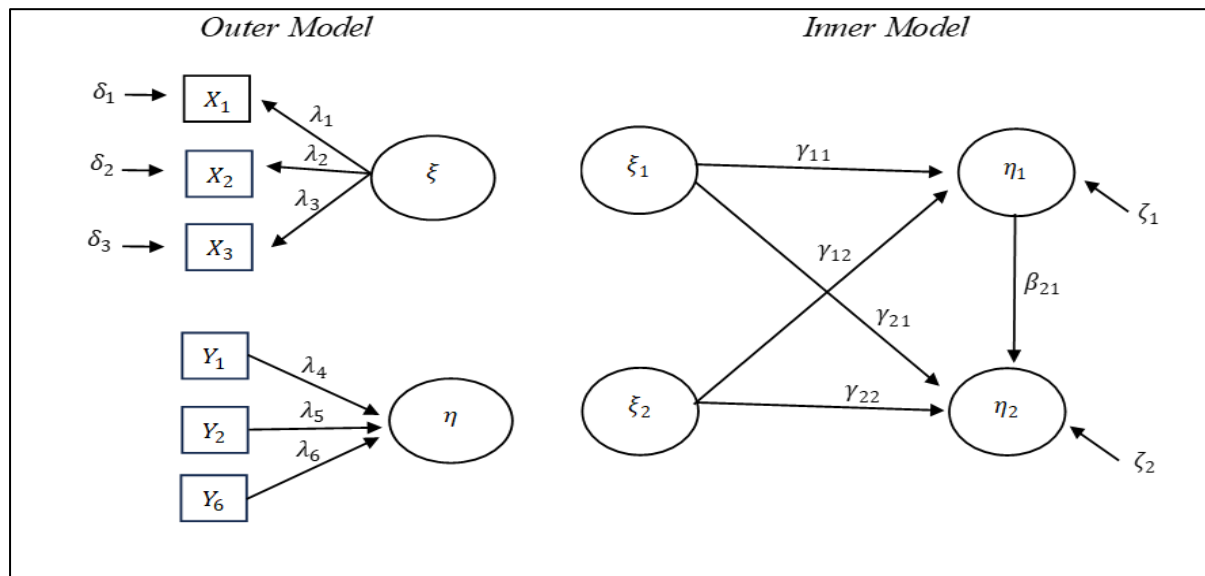 Outer Model
Inner Model
δ₁
X₁
λ₁
δ₂
X₂
λ₂
ξ
δ₃
X₃
λ₃
Y₁
λ₄
Y₂
λ₅
η
Y₆
λ₆
ξ₁
γ₁₁
η₁
ζ₁
γ₁₂
β₂₁
γ₂₁
ξ₂
γ₂₂
η₂
ζ₂